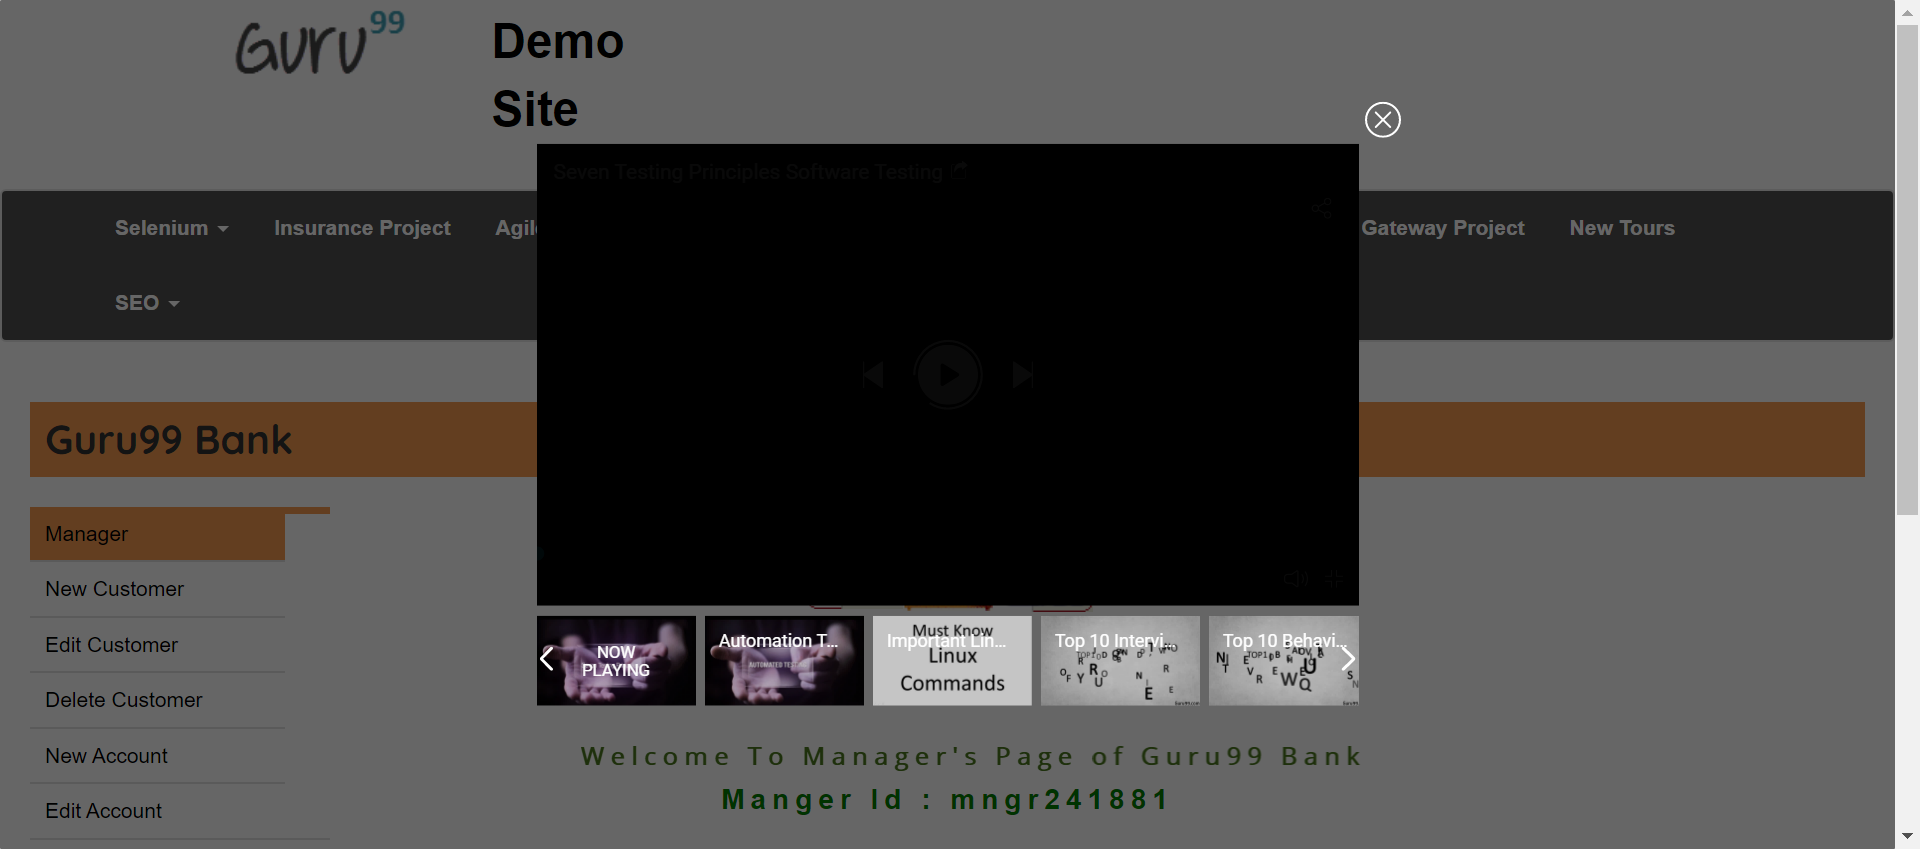 Guru99
Demo
Site
Seven Testing Principles Software Testing
Selenium
Insurance Project
Agil
Gateway Project
New Tours
SEO
Guru99 Bank
Manager
New Customer
Edit Customer
Delete Customer
New Account
Edit Account
NOW
PLAYING
Automation T...
AUTOMATED TESTING
Important Lin...
Must Know
Linux
Commands
Top 10 Intervi...
Top 10 Behavi...
Welcome To Manager's Page of Guru99 Bank
Manger Id : mngr241881